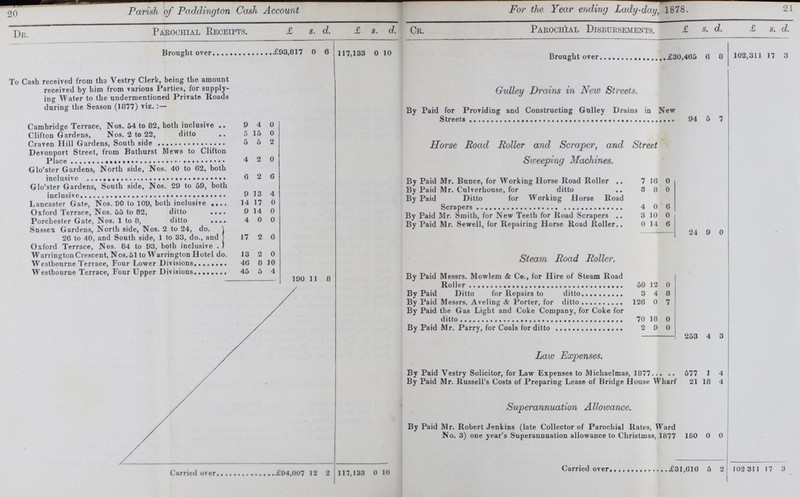 20
Parish of Paddington Cash Account
Dr. Parochial Receipts. £ s. d. £ s. d.
Brought over..............£93,817 0 6 117,133 0 10
To Cash received from the Vestry Clerk, being the amount
received by him from various Parties, for supply-
ing Water to the undermentioned Private Roads
during the Season (1877) viz. :—
Cambridge Terrace, Nos. 54 to 82, both inclusive .. 9 4 0
Clifton Gardens, Nos. 2 to 22, ditto .. 5 15 0
Craven Hill Gardens, South side .................. 5 5 2
Devonport Street, from Bathurst Mews to Clifton
Place .................................... 4 2 0
Glo'ster Gardens, North side, Nos. 40 to 62, both
inclusive ................................ 6 2 6
Glo'ster Gardens, South side, Nos. 29 to 59, both
inclusive................................ 9 13 4
Lancaster Gate, Nos. 90 to 109, both inclusive .... 14 17 0
Oxford Terrace, Nos. 55 to 82, ditto .... 9 14 0
Porchester Gate, Nos. 1 to 8, ditto .... 4 0 0
Sussex Gardens, North side, Nos. 2 to 24, do. }
26 to 40, and South side, 1 to 33, do., and } 17 2 6
Oxford Terrace, Nos. 84 to 93, both inclusive . }
Warrington Crescent, Nos. 51 to Warrington Hotel do. 13 2 0
Westbourne Terrace, Four Lower Divisions........ 46 8 10
Westbourne Terrace, Four Upper Divisions........ 45 5 4
190 11 8
Carried over..............£94,007 12 2 117,133 0 10
For the Year ending Lady-day, 1878.
21
Cr. Parochial Disbursements. £ s. d. £ s. d.
Brought over..............£30,465 6 8 102,311 17 3
Gulley Drains in New Streets.
By Paid for Providing and Constructing Gulley Drains in New
Streets ................................ 94 5 7
Horse Road Roller and Scraper, and Street
Sweeping Machines.
By Paid Mr. Bunce, for Working Horse Road Roller .. 7 16 0
By Paid Mr. Culverhouse, for ditto .. 8 8 0
By Paid Ditto for Working Horse Road
Scrapers ................................ 4 0 6
By Paid Mr. Smith, for New Teeth for Road Scrapers .. 3 10 0
By Paid Mr. Sewell, for Repairing Horse Road Roller.. 0 14 6
24 9 0
Steam Road Roller.
By Paid Messrs. Mowlem & Co., for Hire of Steam Road
Roller ................................ 50 12 0
By Paid Ditto for Repairs to ditto.......... 3 4 8
By Paid Messrs. Aveling & Porter, for ditto .......... 126 0 7
By Paid the Gas Light and Coke Company, for Coke for
ditto................................ 70 18 0
By Paid Mr. Parry, for Coals for ditto .............. 2 9 0
253 4 3
Law Expenses.
By Paid Vestry Solicitor, for Law Expenses to Michaelmas, 1877.... .. 577 1 4
By Paid Mr. Russell's Costs of Preparing Lease of Bridge House Wharf 21 18 4
Superannuation Allowance.
By Paid Mr. Robert Jenkins (late Collector of Parochial Rates, Ward
No. 3) one year's Superannuation allowance to Christmas, 1877 180 0 0
Carried over..............£31,616 5 2 102 311 17 3